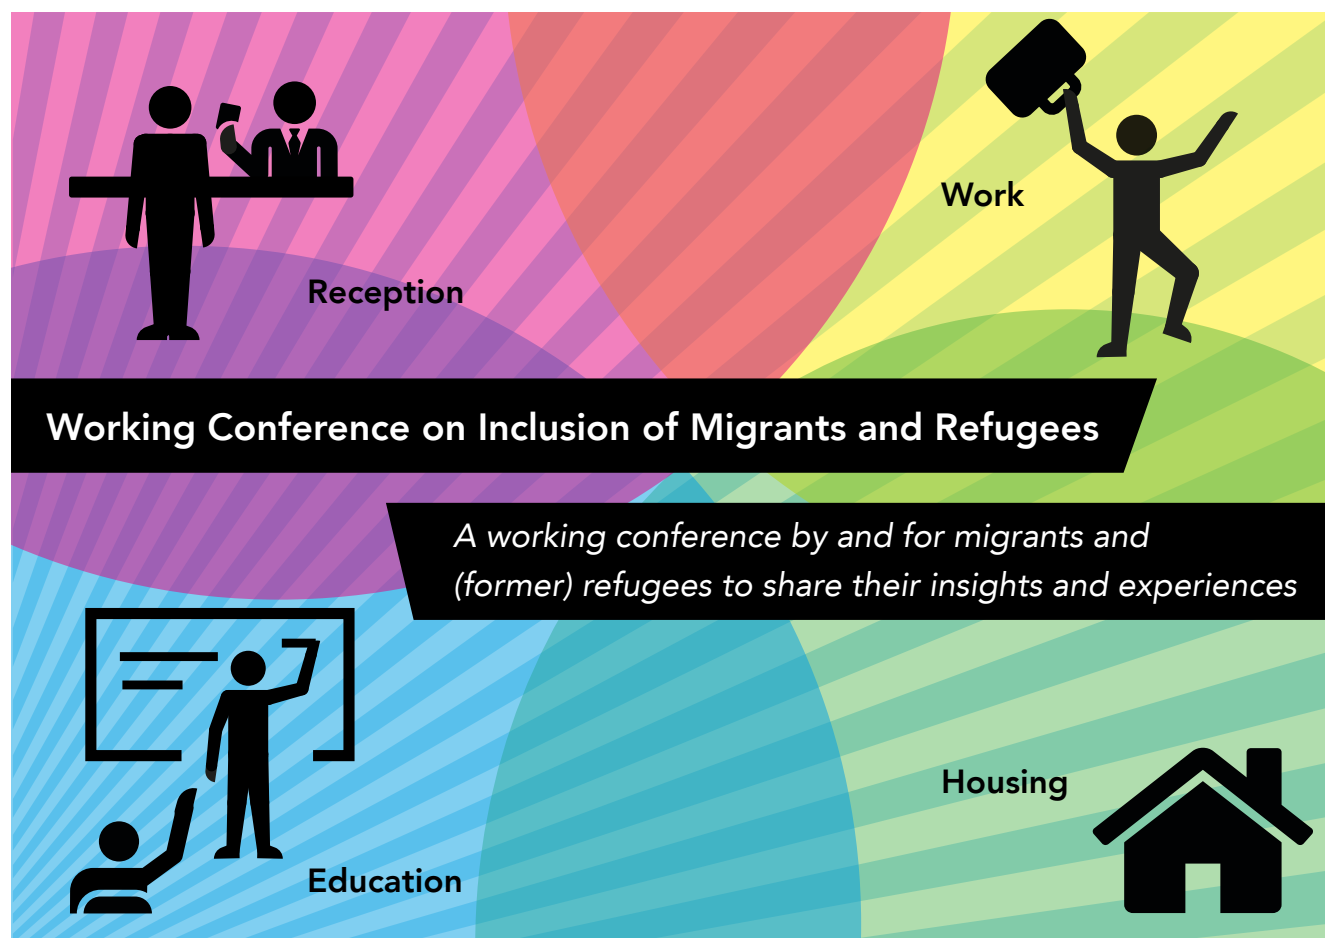 Work
Reception
Working Conference on Inclusion of Migrants and Refugees
A working conference by and for migrants and
(former) refugees to share their insights and experiences
Housing
Education